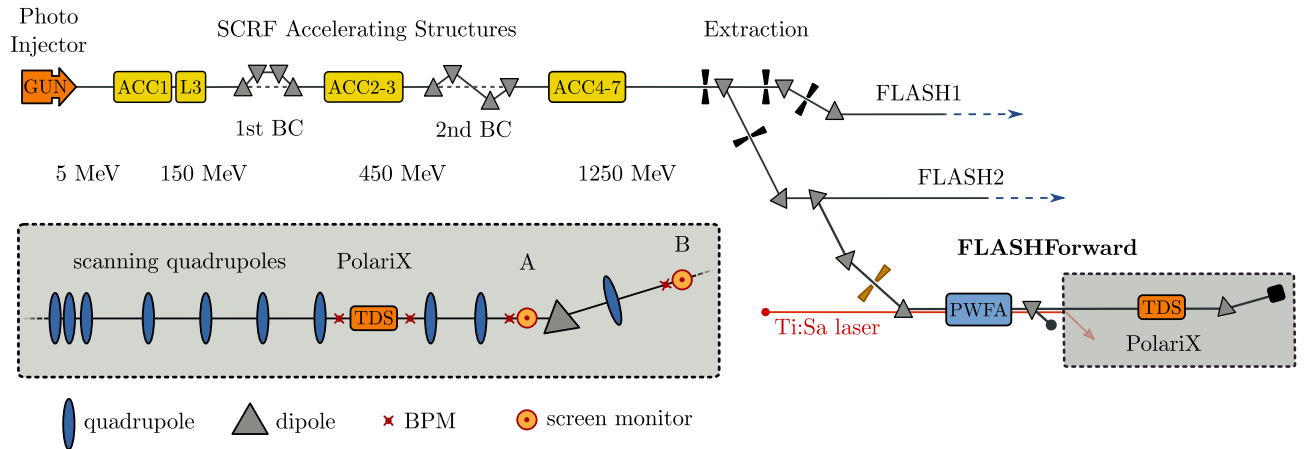 Photo
Injector
SCRF Accelerating Structures
Extraction
GUN
ACC1
L3
ACC2-3
ACC4-7
FLASH1
1st BC
2nd BC
5 MeV
150 MeV
450 MeV
1250 MeV
FLASH2
FLASHForward
scanning quadrupoles
PolariX
A
B
TDS
Ti:Sa laser
PWFA
TDS
PolariX
quadrupole
dipole
BPM
screen monitor